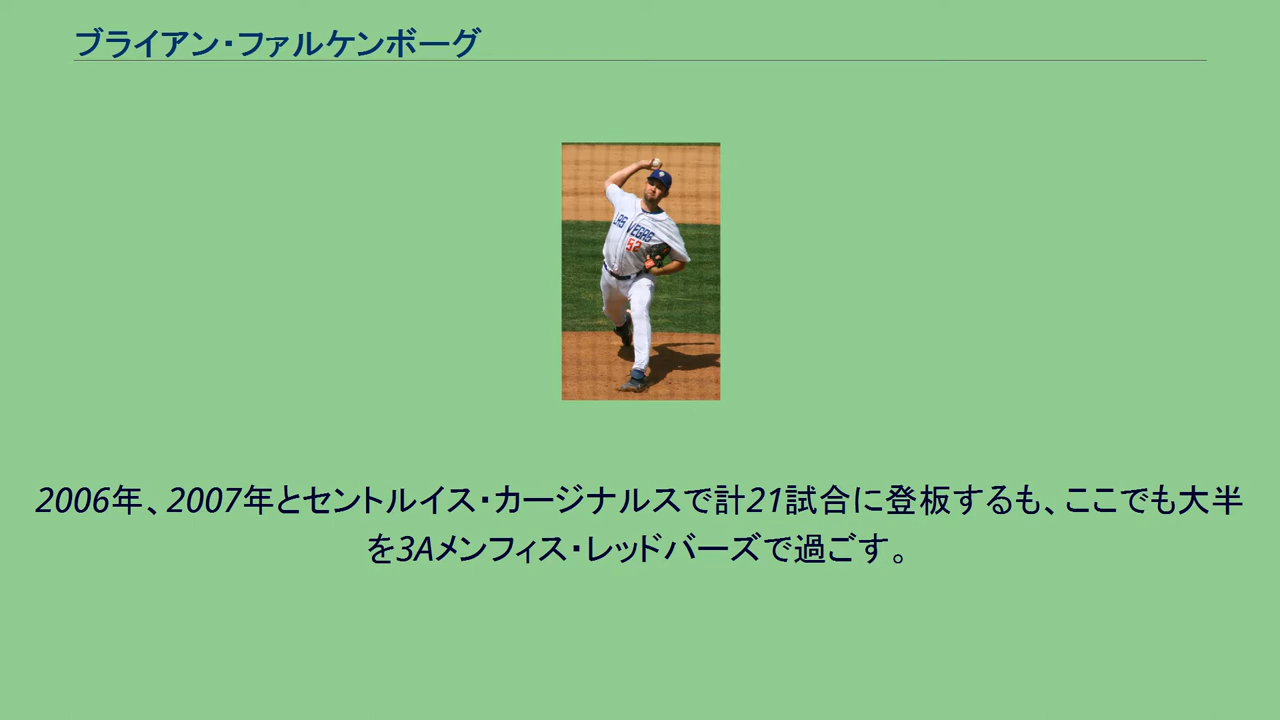 ブライアン・ファルケンボーグ
LAS VEGAS
52
2006年、2007年とセントルイス・カージナルスで計21試合に登板するも、ここでも大半
を3Aメンフィス・レッドバーズで過ごす。